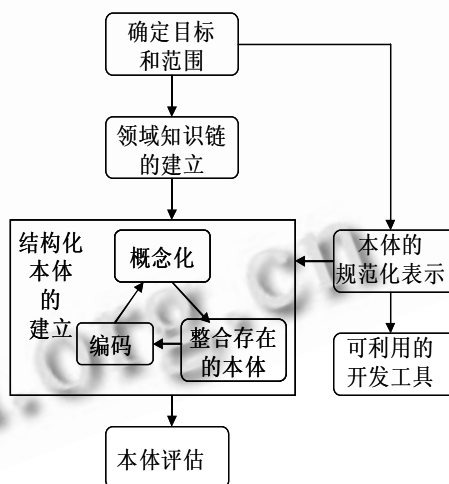 确定目标
和范围
领域知识链
的建立
结构化
本体
的
建立
概念化
编码
整合存在
的本体
本体的
规范化表示
可利用的
开发工具
本体评估